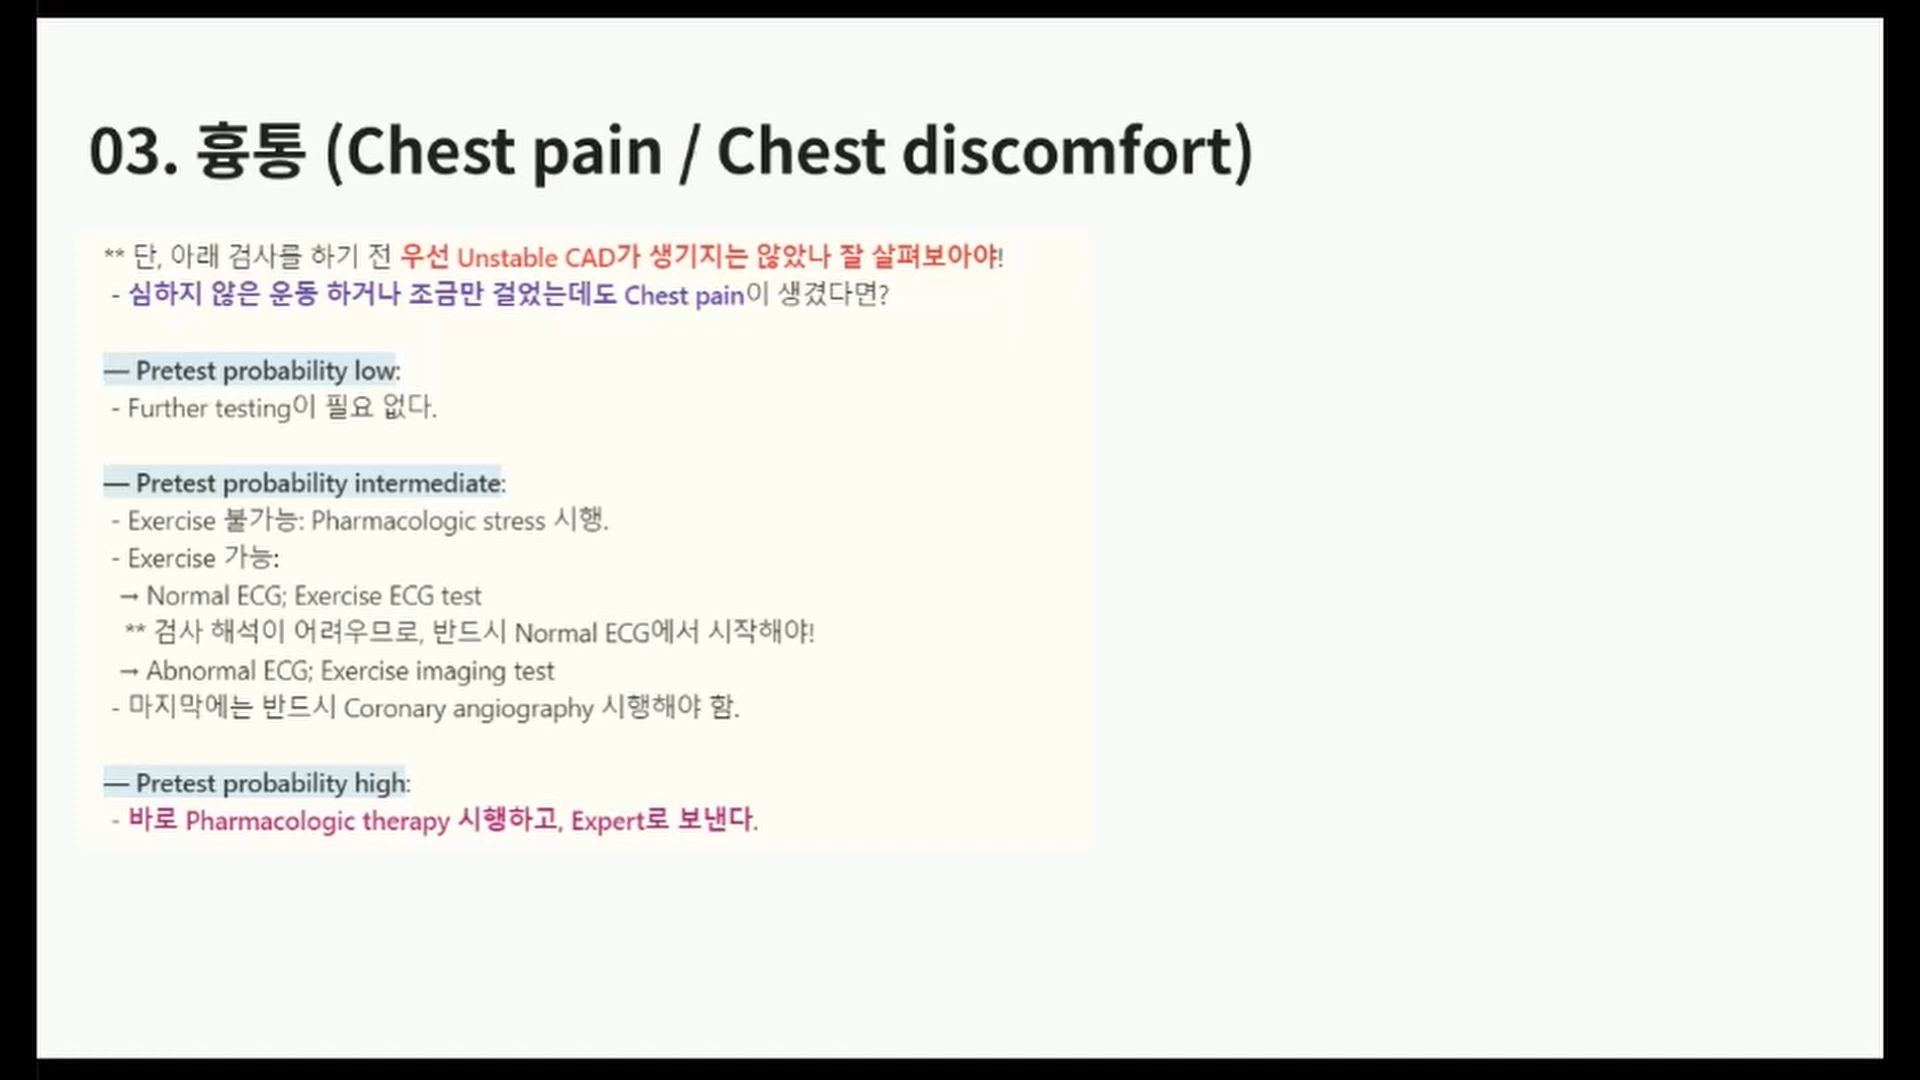 03. 흉통 (Chest pain / Chest discomfort)
** 단, 아래 검사를 하기 전 우선 Unstable CAD가 생기지는 않았나 잘 살펴보아야!
- 심하지 않은 운동 하거나 조금만 걸었는데도 Chest pain이 생겼다면?
— Pretest probability low:
- Further testing이 필요 없다.
— Pretest probability intermediate:
- Exercise 불가능: Pharmacologic stress 시행.
- Exercise 가능:
→ Normal ECG; Exercise ECG test
** 검사 해석이 어려우므로, 반드시 Normal ECG에서 시작해야!
→ Abnormal ECG; Exercise imaging test
- 마지막에는 반드시 Coronary angiography 시행해야 함.
— Pretest probability high:
- 바로 Pharmacologic therapy 시행하고, Expert로 보낸다.